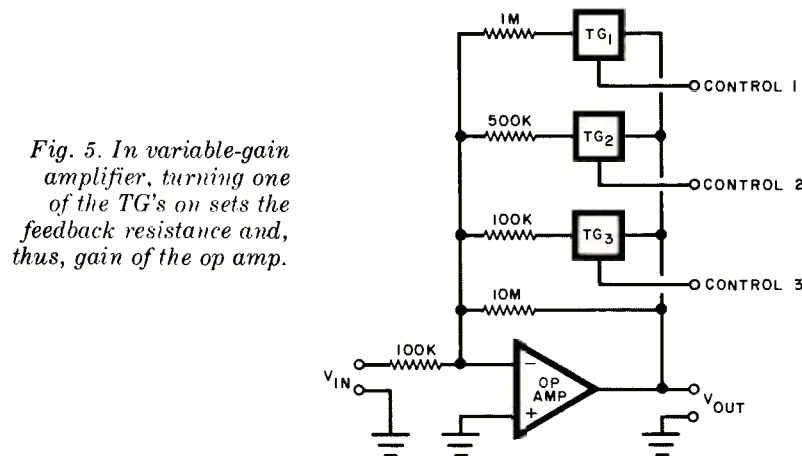 Fig. 5. In variable-gain
amplifier, turning one
of the TG's on sets the
feedback resistance and,
thus, gain of the op amp.
1M
TG1
CONTROL 1
500K
TG2
CONTROL 2
100K
TG3
CONTROL 3
10M
100K
VIN
−
OP
AMP
+
VOUT